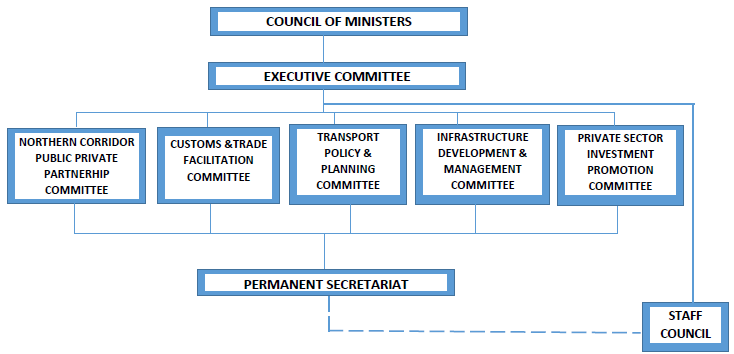 COUNCIL OF MINISTERS
EXECUTIVE COMMITTEE
NORTHERN CORRIDOR
PUBLIC PRIVATE
PARTNERHIP
COMMITTEE
CUSTOMS &TRADE
FACILITATION
COMMITTEE
TRANSPORT
POLICY &
PLANNING
COMMITTEE
INFRASTRUCTURE
DEVELOPMENT &
MANAGEMENT
COMMITTEE
PRIVATE SECTOR
INVESTMENT
PROMOTION
COMMITTEE
PERMANENT SECRETARIAT
STAFF
COUNCIL